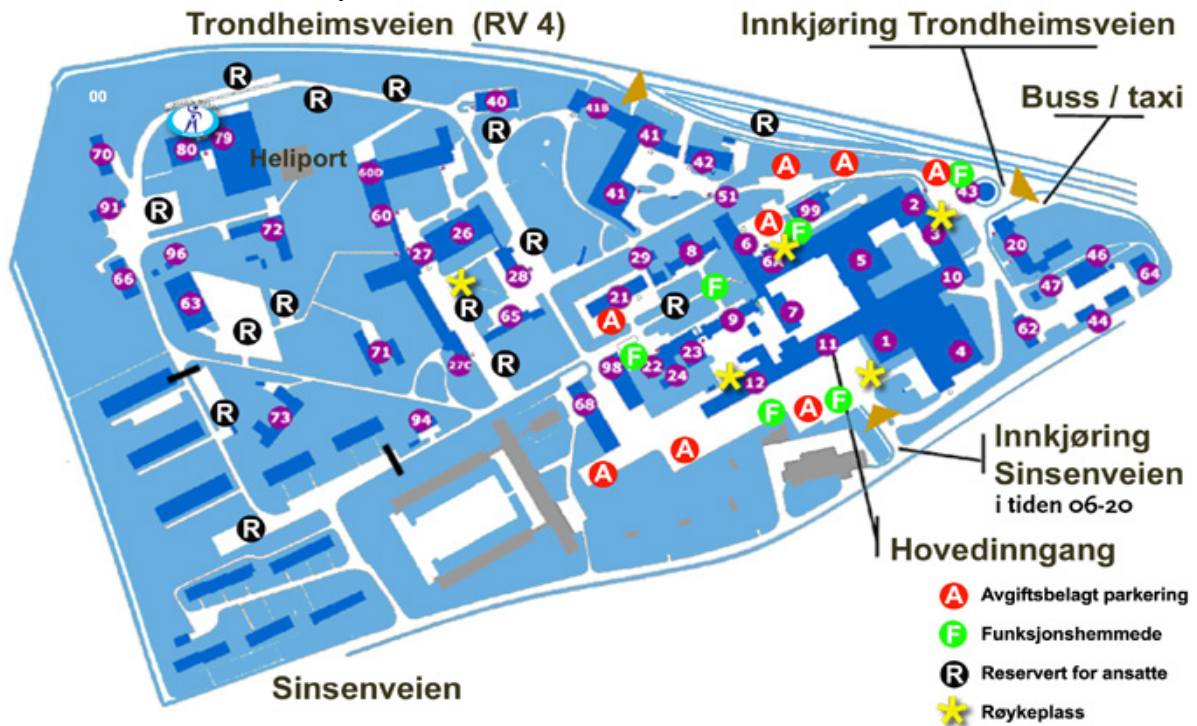 Trondheimsveien (RV 4)
Innkjøring Trondheimsveien
Buss / taxi
R
R
R
00
40
41B
R
79
80
70
Heliport
60D
41
42
A
A
A
F
43
91
R
60
41
51
99
2
72
26
A
F
3
96
27
R
6
6A
5
20
46
66
28
29
8
10
64
63
R
R
21
R
F
47
R
65
A
9
7
62
44
71
27C
R
98
F
22
23
24
11
1
4
12
R
73
94
68
F
A
F
A
A
R
Innkjøring
Sinsenveien
i tiden 06-20
Hovedinngang
A Avgiftsbelagt parkering
F Funksjonshemmede
R Reservert for ansatte
Røykeplass
Sinsenveien